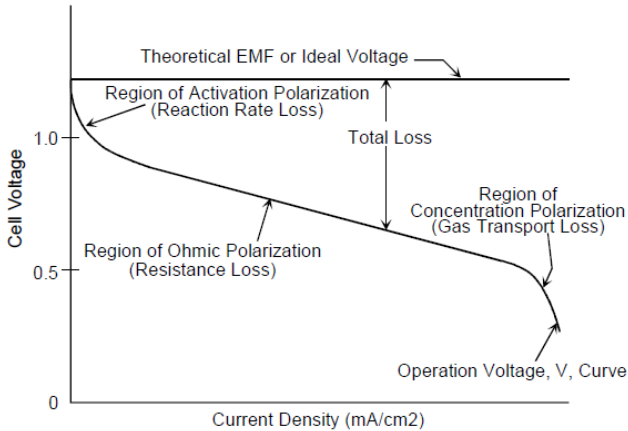 Theoretical EMF or Ideal Voltage
Region of Activation Polarization
(Reaction Rate Loss)
Total Loss
1.0
Cell Voltage
Region of
Concentration Polarization
(Gas Transport Loss)
Region of Ohmic Polarization
(Resistance Loss)
0.5
Operation Voltage, V, Curve
0
Current Density (mA/cm2)